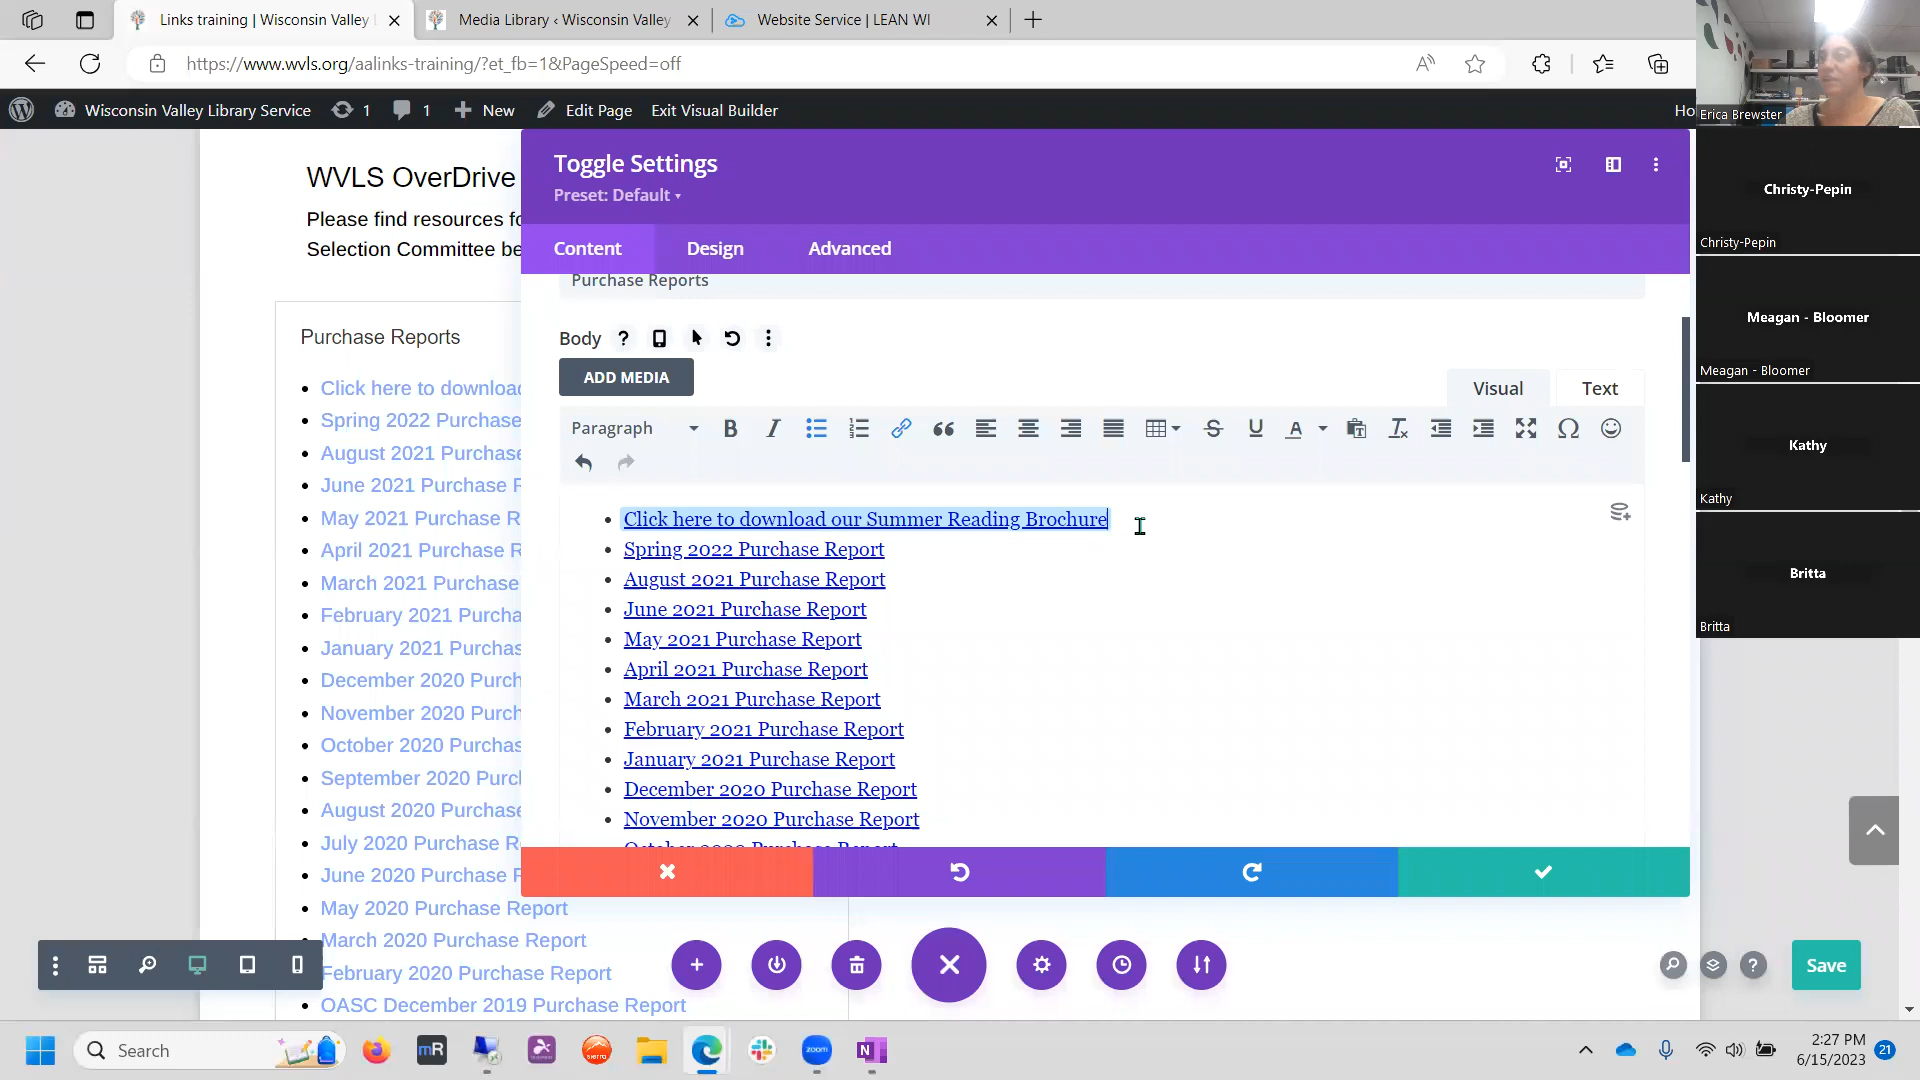 Links training | Wisconsin Valley L
Media Library ‹ Wisconsin Valley
Website Service | LEAN WI
https://www.wvls.org/aalinks-training/?et_fb=1&PageSpeed=off
Wisconsin Valley Library Service
1
1
New
Edit Page
Exit Visual Builder
Ho
Erica Brewster
Christy-Pepin
Christy-Pepin
Meagan - Bloomer
Meagan - Bloomer
Kathy
Kathy
Britta
Britta
WVLS OverDrive
Please find resources fo
Selection Committee be
Purchase Reports
Click here to download
Spring 2022 Purchase
August 2021 Purchase
June 2021 Purchase R
May 2021 Purchase R
April 2021 Purchase R
March 2021 Purchase
February 2021 Purcha
January 2021 Purchas
December 2020 Purch
November 2020 Purch
October 2020 Purchas
September 2020 Purcl
August 2020 Purchase
July 2020 Purchase R
June 2020 Purchase F
May 2020 Purchase Report
March 2020 Purchase Report
February 2020 Purchase Report
OASC December 2019 Purchase Report
Toggle Settings
Preset: Default
Content
Design
Advanced
Purchase Reports
Body
ADD MEDIA
Visual
Text
Paragraph
Click here to download our Summer Reading Brochure
Spring 2022 Purchase Report
August 2021 Purchase Report
June 2021 Purchase Report
May 2021 Purchase Report
April 2021 Purchase Report
March 2021 Purchase Report
February 2021 Purchase Report
January 2021 Purchase Report
December 2020 Purchase Report
November 2020 Purchase Report
October 2020 Purchase Report
Save
Search
mR
sierra
zoom
N
2:27 PM
6/15/2023
21